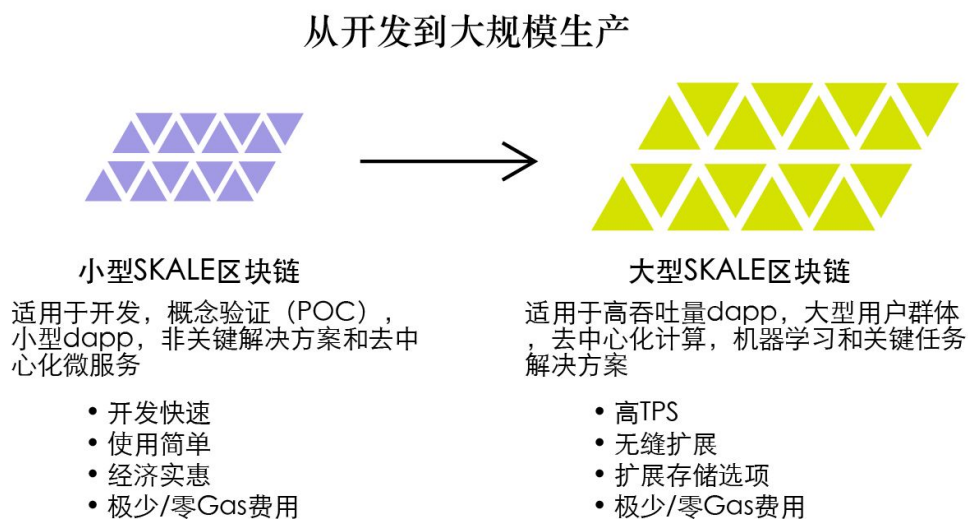 从开发到大规模生产
小型SKALE区块链
适用于开发，概念验证（POC），
小型dapp，非关键解决方案和去中
心化微服务
• 开发快速
• 使用简单
• 经济实惠
• 极少/零Gas费用
大型SKALE区块链
适用于高吞吐量dapp，大型用户群体
，去中心化计算，机器学习和关键任务
解决方案
• 高TPS
• 无缝扩展
• 扩展存储选项
• 极少/零Gas费用